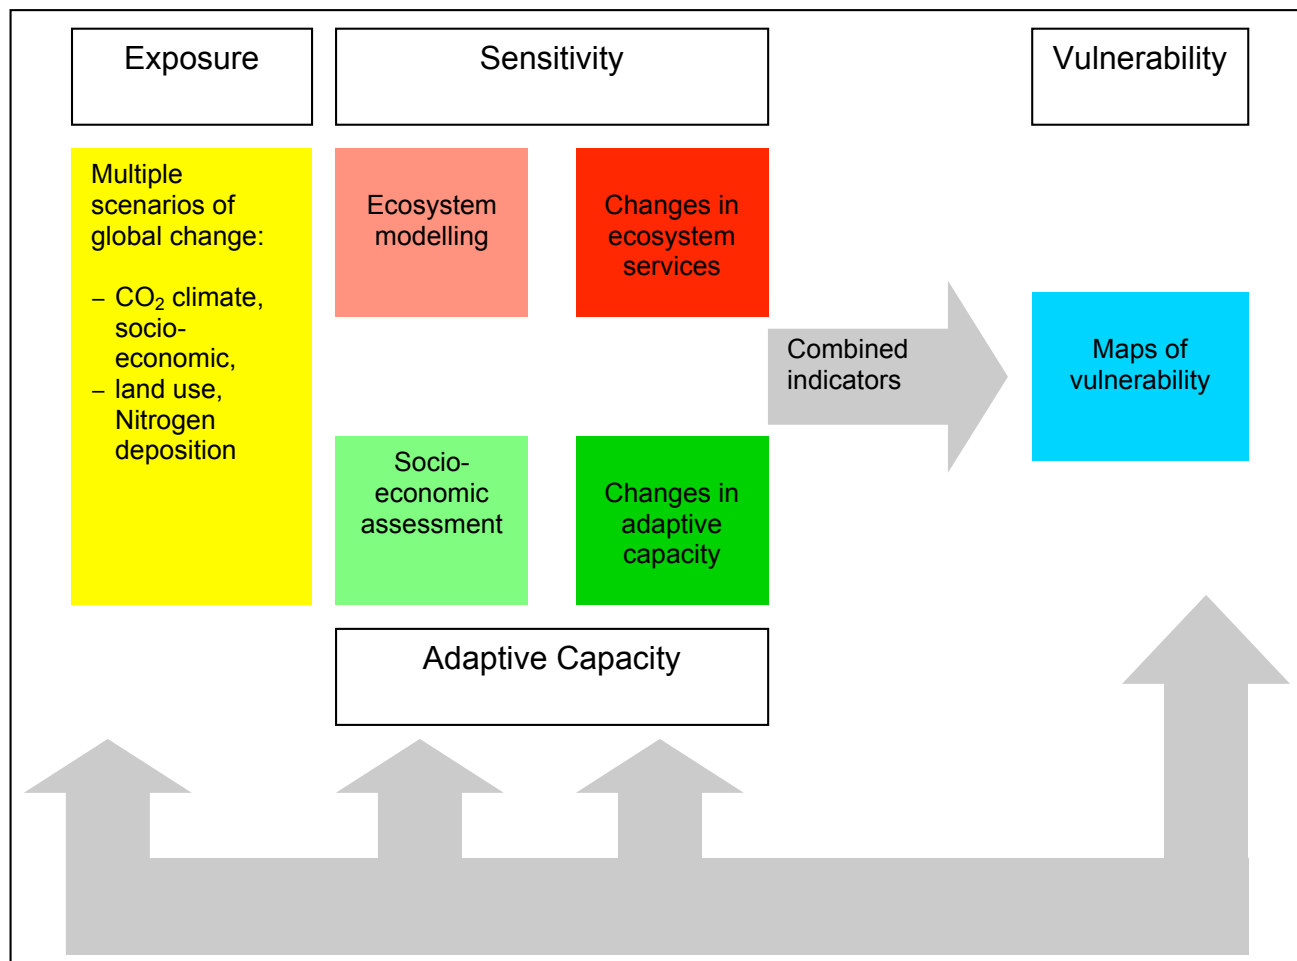 Exposure
Sensitivity
Vulnerability
Multiple
scenarios of
global change:
– CO₂ climate,
socio-
economic,
– land use,
Nitrogen
deposition
Ecosystem
modelling
Changes in
ecosystem
services
Combined
indicators
Maps of
vulnerability
Socio-
economic
assessment
Changes in
adaptive
capacity
Adaptive Capacity